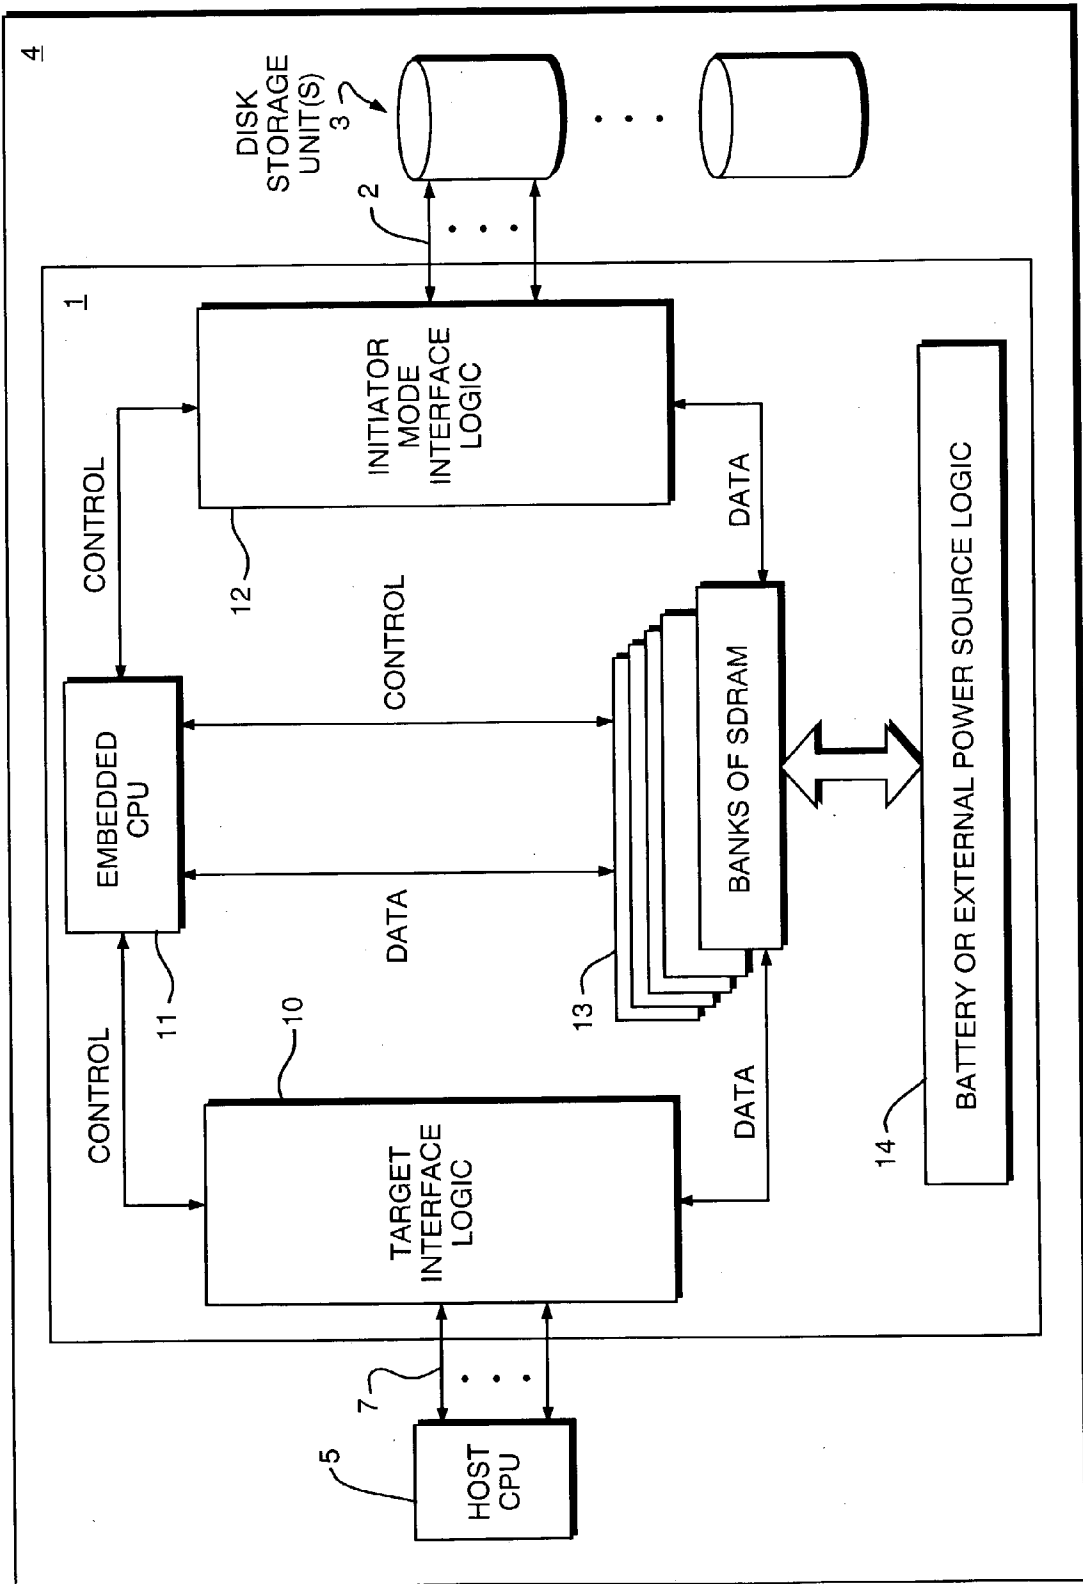 4
DISK
STORAGE
UNIT(S)
3
2
1
CONTROL
EMBEDDED
CPU
11
CONTROL
12
INITIATOR
MODE
INTERFACE
LOGIC
10
TARGET
INTERFACE
LOGIC
DATA
CONTROL
5
HOST
CPU
7
13
BANKS OF SDRAM
DATA
DATA
14
BATTERY OR EXTERNAL POWER SOURCE LOGIC